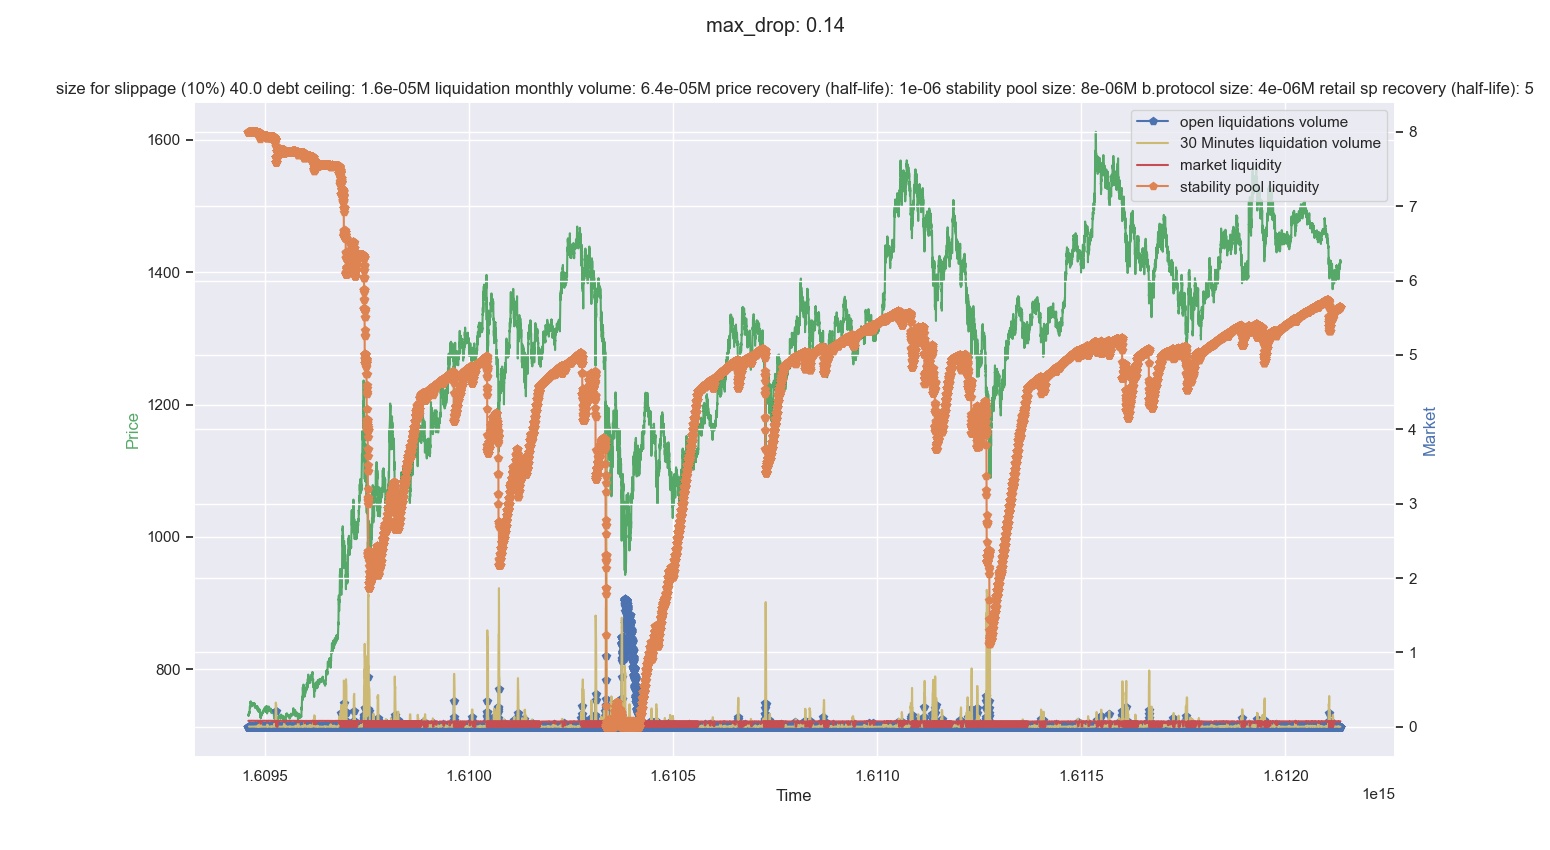 max_drop: 0.14
size for slippage (10%) 40.0 debt ceiling: 1.6e-05M liquidation monthly volume: 6.4e-05M price recovery (half-life): 1e-06 stability pool size: 8e-06M b.protocol size: 4e-06M retail sp recovery (half-life): 5
open liquidations volume
30 Minutes liquidation volume
market liquidity
stability pool liquidity
1600
1400
1200
1000
800
Price
8
7
6
5
4
3
2
1
0
Market
1.6095 1.6100 1.6105 1.6110 1.6115 1.6120
1e15
Time